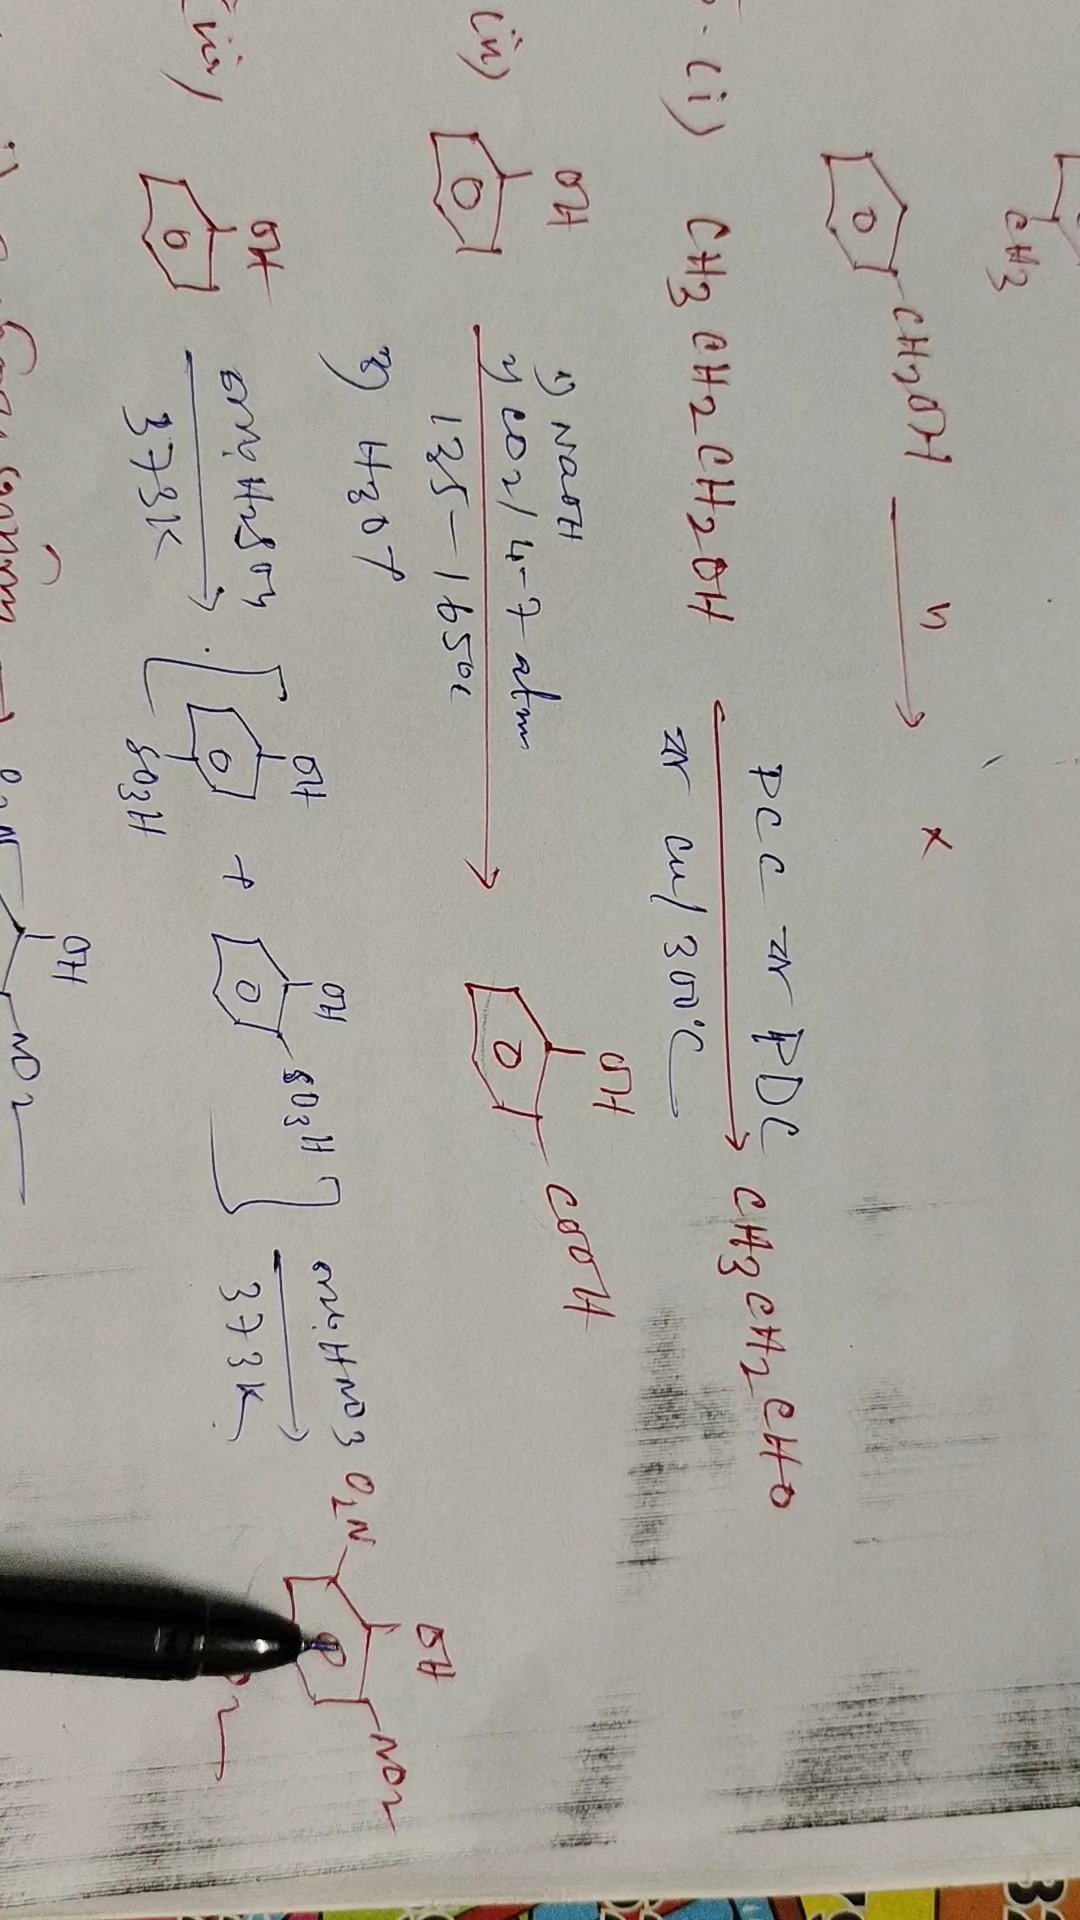 CH3
CH2OH
x
(i) CH3CH2CH2OH
PCC or PDC
or Cu/300°C
CH3CH2CHO
(ii)
OH
1) NaOH
2) CO2/4-7 atm
125-165°C
3) H3O+
OH
COOH
(iii)
OH
conc H2SO4
373K
[
OH
SO3H
+
OH
SO3H
]
conc HNO3
373K
O2N
OH
NO2
OH
NO2